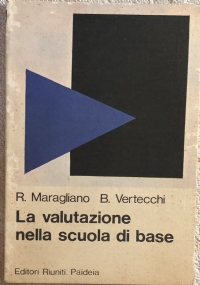 R. Maragliano B. Vertecchi
La valutazione
nella scuola di base
Editori Riuniti. Paideia